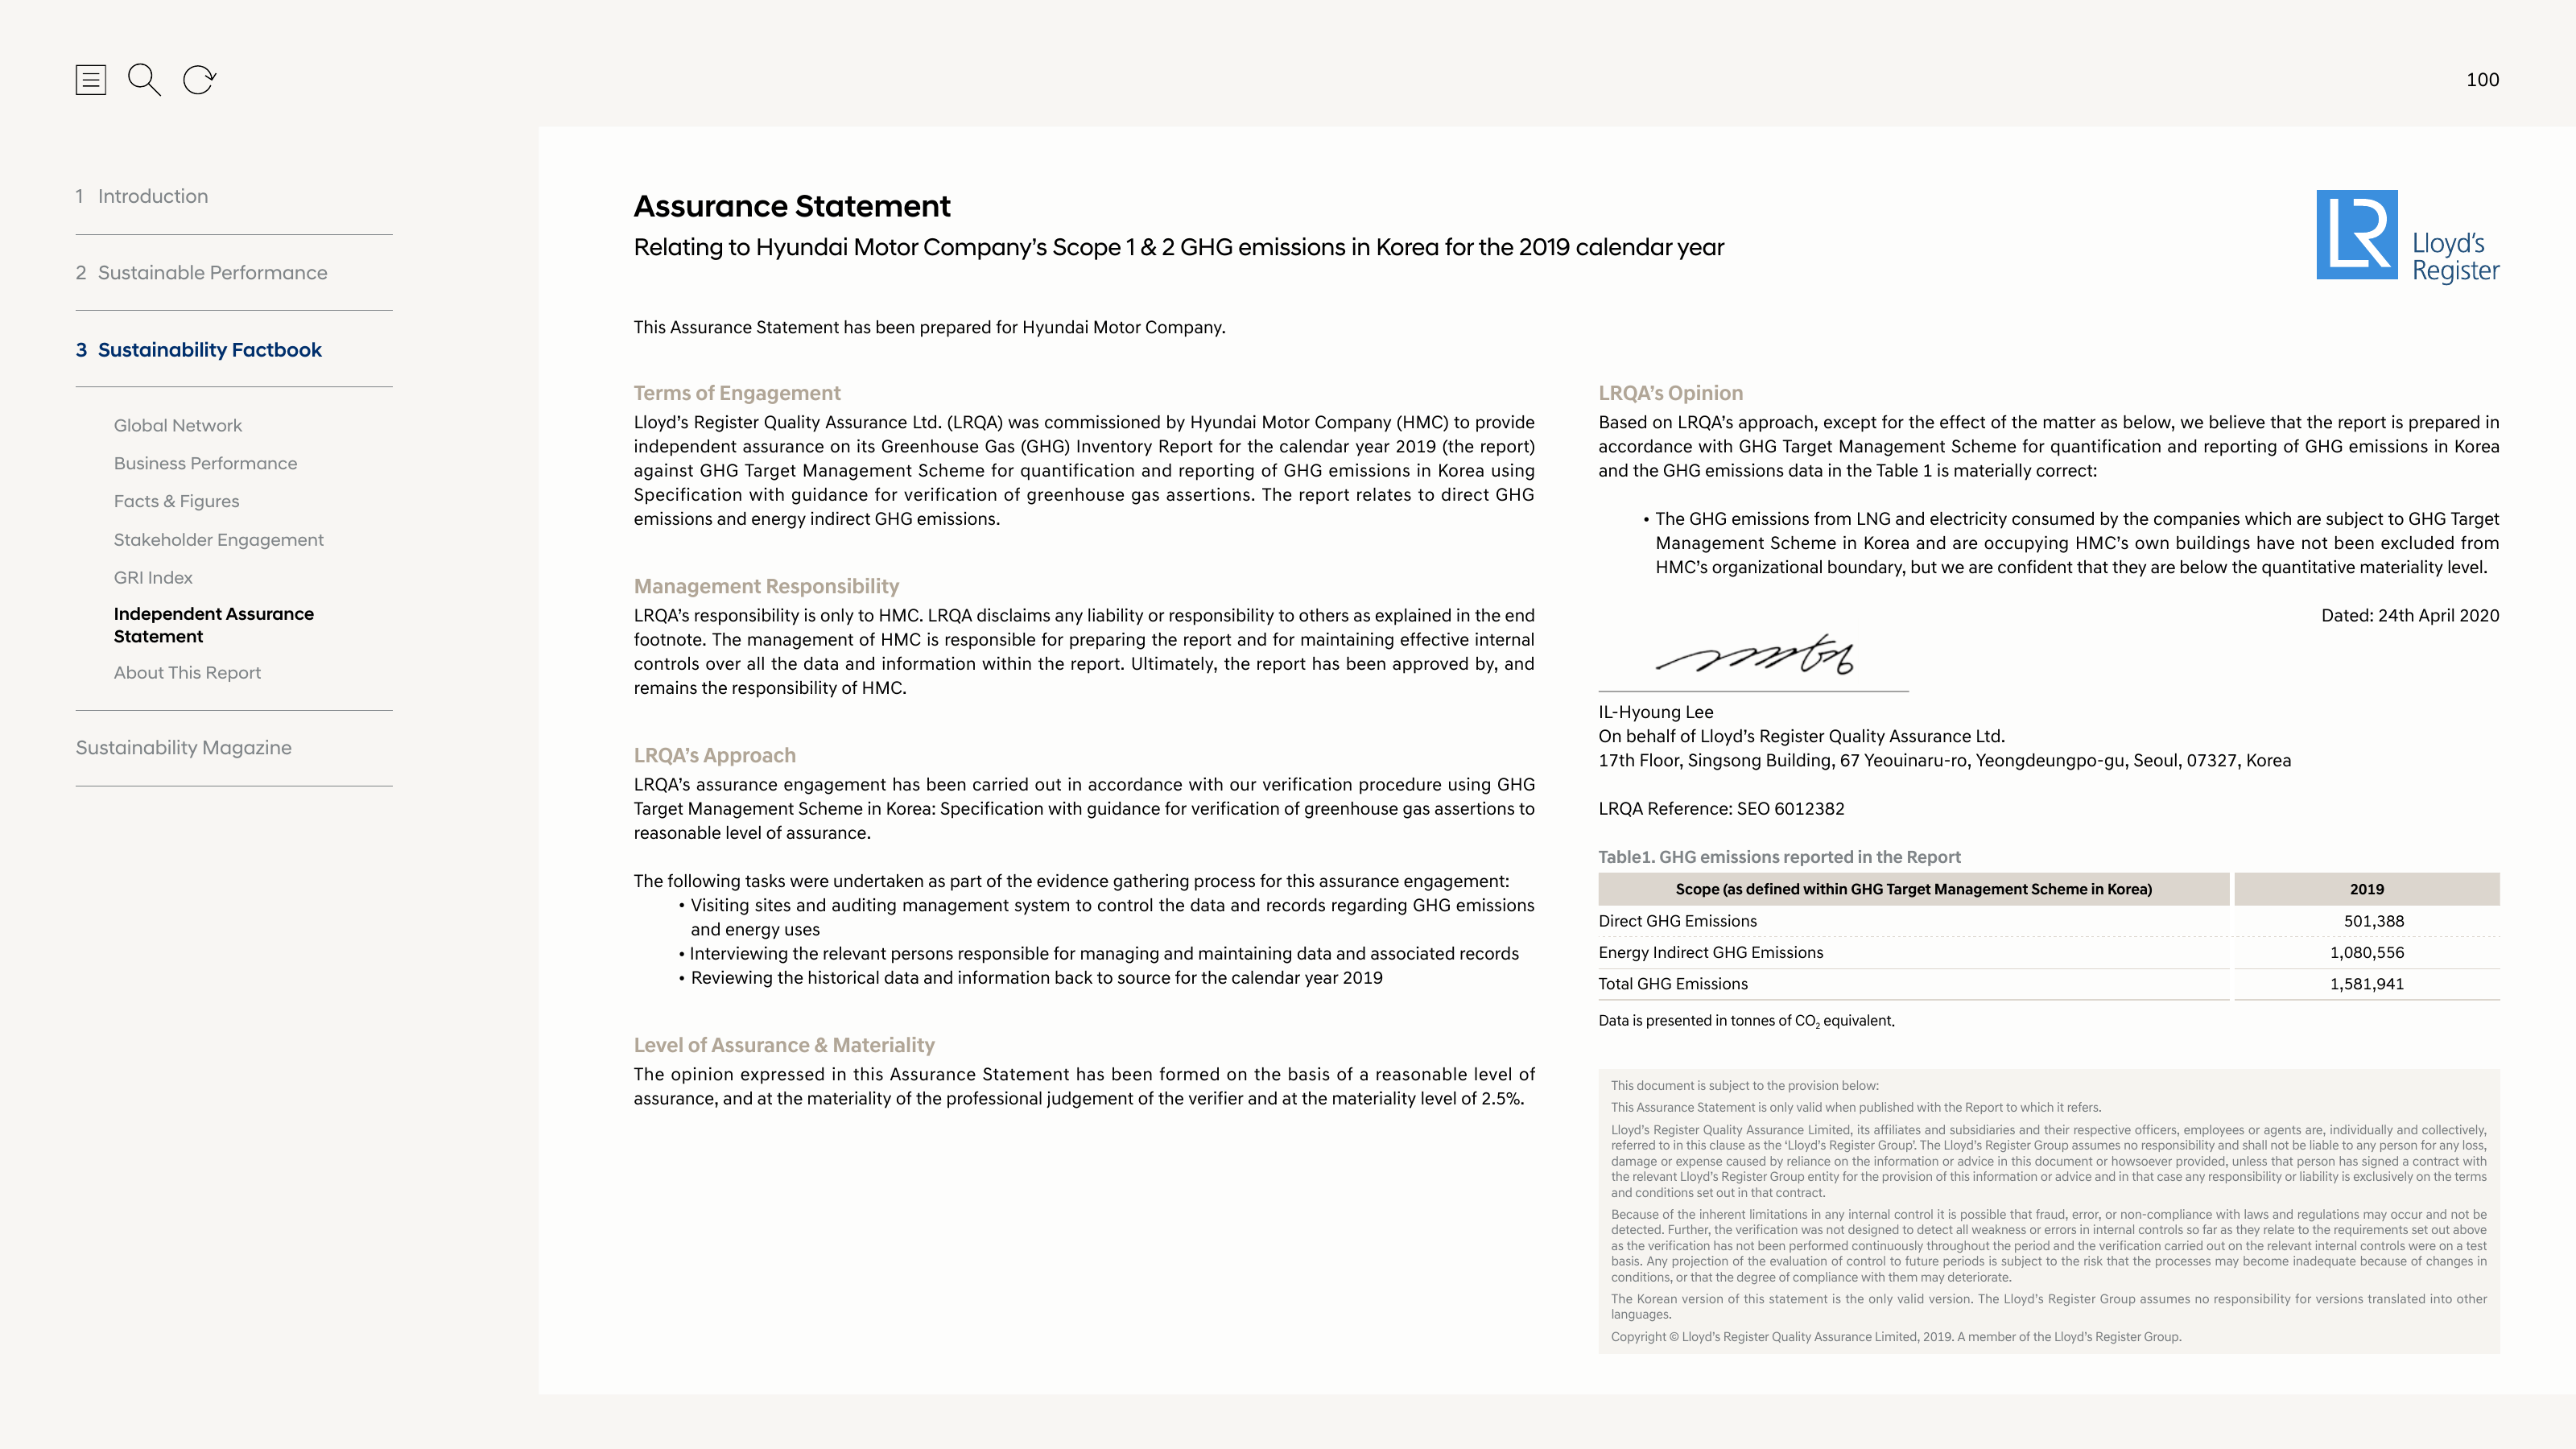 100
1 Introduction
2 Sustainable Performance
3 Sustainability Factbook
Global Network
Business Performance
Facts & Figures
Stakeholder Engagement
GRI Index
Independent Assurance
Statement
About This Report
Sustainability Magazine
Assurance Statement
Relating to Hyundai Motor Company’s Scope 1 & 2 GHG emissions in Korea for the 2019 calendar year
LR
Lloyd’s
Register
This Assurance Statement has been prepared for Hyundai Motor Company.
Terms of Engagement
Lloyd’s Register Quality Assurance Ltd. (LRQA) was commissioned by Hyundai Motor Company (HMC) to provide
independent assurance on its Greenhouse Gas (GHG) Inventory Report for the calendar year 2019 (the report)
against GHG Target Management Scheme for quantification and reporting of GHG emissions in Korea using
Specification with guidance for verification of greenhouse gas assertions. The report relates to direct GHG
emissions and energy indirect GHG emissions.
Management Responsibility
LRQA’s responsibility is only to HMC. LRQA disclaims any liability or responsibility to others as explained in the end
footnote. The management of HMC is responsible for preparing the report and for maintaining effective internal
controls over all the data and information within the report. Ultimately, the report has been approved by, and
remains the responsibility of HMC.
LRQA’s Approach
LRQA’s assurance engagement has been carried out in accordance with our verification procedure using GHG
Target Management Scheme in Korea: Specification with guidance for verification of greenhouse gas assertions to
reasonable level of assurance.
The following tasks were undertaken as part of the evidence gathering process for this assurance engagement:
• Visiting sites and auditing management system to control the data and records regarding GHG emissions
and energy uses
• Interviewing the relevant persons responsible for managing and maintaining data and associated records
• Reviewing the historical data and information back to source for the calendar year 2019
Level of Assurance & Materiality
The opinion expressed in this Assurance Statement has been formed on the basis of a reasonable level of
assurance, and at the materiality of the professional judgement of the verifier and at the materiality level of 2.5%.
LRQA’s Opinion
Based on LRQA’s approach, except for the effect of the matter as below, we believe that the report is prepared in
accordance with GHG Target Management Scheme for quantification and reporting of GHG emissions in Korea
and the GHG emissions data in the Table 1 is materially correct:
• The GHG emissions from LNG and electricity consumed by the companies which are subject to GHG Target
Management Scheme in Korea and are occupying HMC’s own buildings have not been excluded from
HMC’s organizational boundary, but we are confident that they are below the quantitative materiality level.
Dated: 24th April 2020
IL-Hyoung Lee
On behalf of Lloyd’s Register Quality Assurance Ltd.
17th Floor, Singsong Building, 67 Yeouinaru-ro, Yeongdeungpo-gu, Seoul, 07327, Korea
LRQA Reference: SEO 6012382
Table1. GHG emissions reported in the Report
Scope (as defined within GHG Target Management Scheme in Korea) 2019
Direct GHG Emissions 501,388
Energy Indirect GHG Emissions 1,080,556
Total GHG Emissions 1,581,941
Data is presented in tonnes of CO₂ equivalent.
This document is subject to the provision below:
This Assurance Statement is only valid when published with the Report to which it refers.
Lloyd’s Register Quality Assurance Limited, its affiliates and subsidiaries and their respective officers, employees or agents are, individually and collectively,
referred to in this clause as the ‘Lloyd’s Register Group’. The Lloyd’s Register Group assumes no responsibility and shall not be liable to any person for any loss,
damage or expense caused by reliance on the information or advice in this document or howsoever provided, unless that person has signed a contract with
the relevant Lloyd’s Register Group entity for the provision of this information or advice and in that case any responsibility or liability is exclusively on the terms
and conditions set out in that contract.
Because of the inherent limitations in any internal control it is possible that fraud, error, or non-compliance with laws and regulations may occur and not be
detected. Further, the verification was not designed to detect all weakness or errors in internal controls so far as they relate to the requirements set out above
as the verification has not been performed continuously throughout the period and the verification carried out on the relevant internal controls were on a test
basis. Any projection of the evaluation of control to future periods is subject to the risk that the processes may become inadequate because of changes in
conditions, or that the degree of compliance with them may deteriorate.
The Korean version of this statement is the only valid version. The Lloyd’s Register Group assumes no responsibility for versions translated into other
languages.
Copyright © Lloyd’s Register Quality Assurance Limited, 2019. A member of the Lloyd’s Register Group.